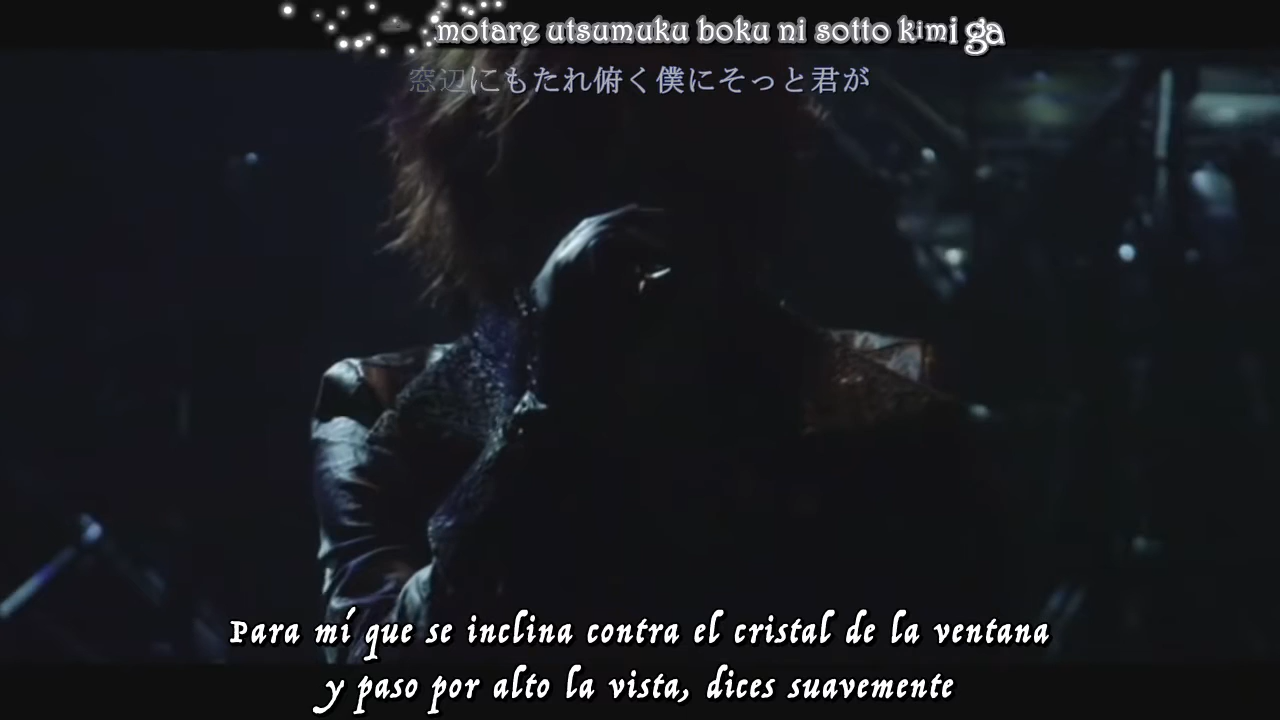 motare utsumuku boku ni sotto kimi ga
窓辺にもたれ俯く僕にそっと君が
Para mí que se inclina contra el cristal de la ventana
y paso por alto la vista, dices suavemente